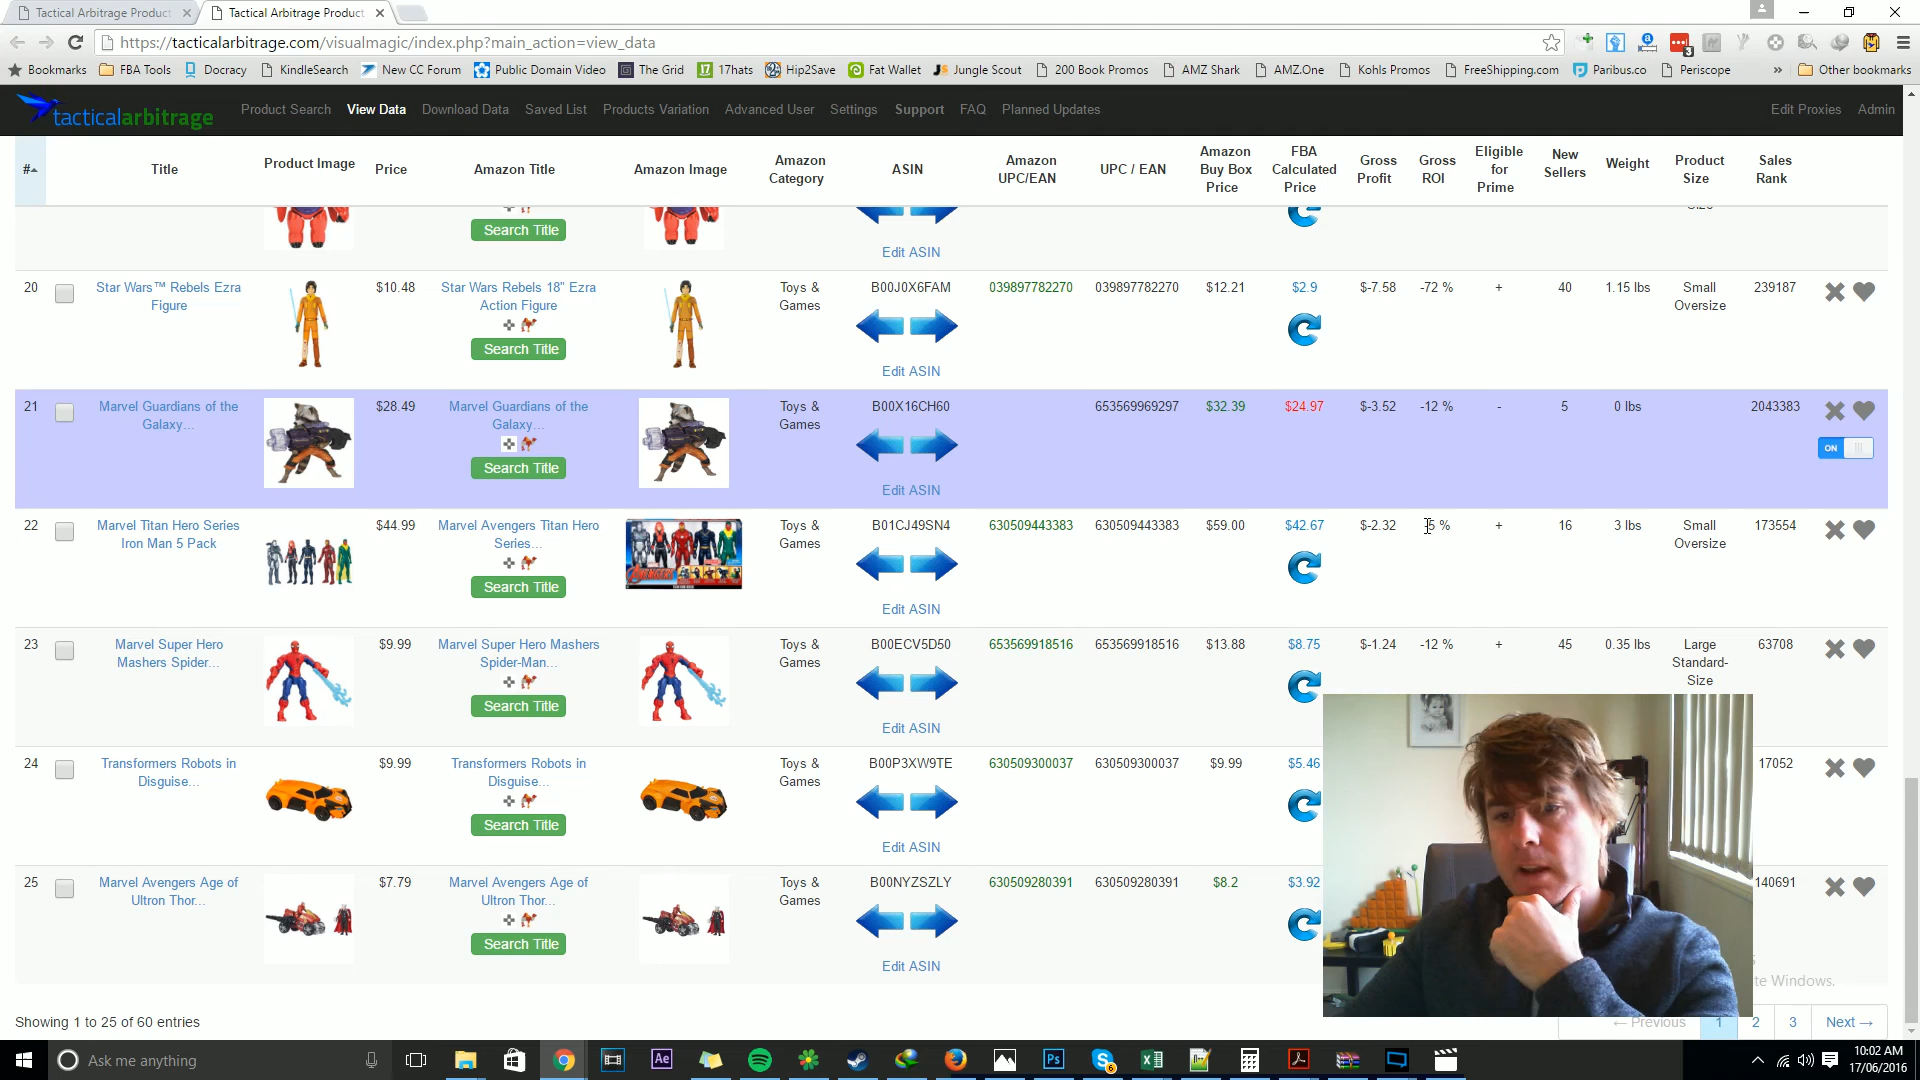 Tactical Arbitrage Product
Tactical Arbitrage Product
https://tacticalarbitrage.com/visualmagic/index.php?main_action=view_data
3
Bookmarks FBA Tools Docracy KindleSearch New CC Forum Public Domain Video The Grid 17hats Hip2Save Fat Wallet Jungle Scout 200 Book Promos AMZ Shark AMZ.One Kohls Promos FreeShipping.com Paribus.co Periscope » Other bookmarks
tacticalarbitrage Product Search View Data Download Data Saved List Products Variation Advanced User Settings Support FAQ Planned Updates Edit Proxies Admin
# Title Product Image Price Amazon Title Amazon Image Amazon Category ASIN Amazon UPC/EAN UPC / EAN Amazon Buy Box Price FBA Calculated Price Gross Profit Gross ROI Eligible for Prime New Sellers Weight Product Size Sales Rank
Search Title
Edit ASIN
20 Star Wars™ Rebels Ezra Figure $10.48 Star Wars Rebels 18" Ezra Action Figure Toys & Games B00J0X6FAM 039897782270 039897782270 $12.21 $2.9 $-7.58 -72 % + 40 1.15 lbs Small Oversize 239187
Search Title
Edit ASIN
21 Marvel Guardians of the Galaxy... $28.49 Marvel Guardians of the Galaxy... Toys & Games B00X16CH60 653569969297 $32.39 $24.97 $-3.52 -12 % - 5 0 lbs 2043383
ON
Search Title
Edit ASIN
22 Marvel Titan Hero Series Iron Man 5 Pack $44.99 Marvel Avengers Titan Hero Series... Toys & Games B01CJ49SN4 630509443383 630509443383 $59.00 $42.67 $-2.32 5 % + 16 3 lbs Small Oversize 173554
AVENGERS
Search Title
Edit ASIN
23 Marvel Super Hero Mashers Spider... $9.99 Marvel Super Hero Mashers Spider-Man... Toys & Games B00ECV5D50 653569918516 653569918516 $13.88 $8.75 $-1.24 -12 % + 45 0.35 lbs Large Standard-Size 63708
Search Title
Edit ASIN
24 Transformers Robots in Disguise... $9.99 Transformers Robots in Disguise... Toys & Games B00P3XW9TE 630509300037 630509300037 $9.99 $5.46 17052
Search Title
Edit ASIN
25 Marvel Avengers Age of Ultron Thor... $7.79 Marvel Avengers Age of Ultron Thor... Toys & Games B00NYZSZLY 630509280391 630509280391 $8.2 $3.92 140691
Search Title
Edit ASIN
te Windows.
Showing 1 to 25 of 60 entries
← Previous 1 2 3 Next →
Ask me anything
Ae
Ps
6
10:02 AM
17/06/2016